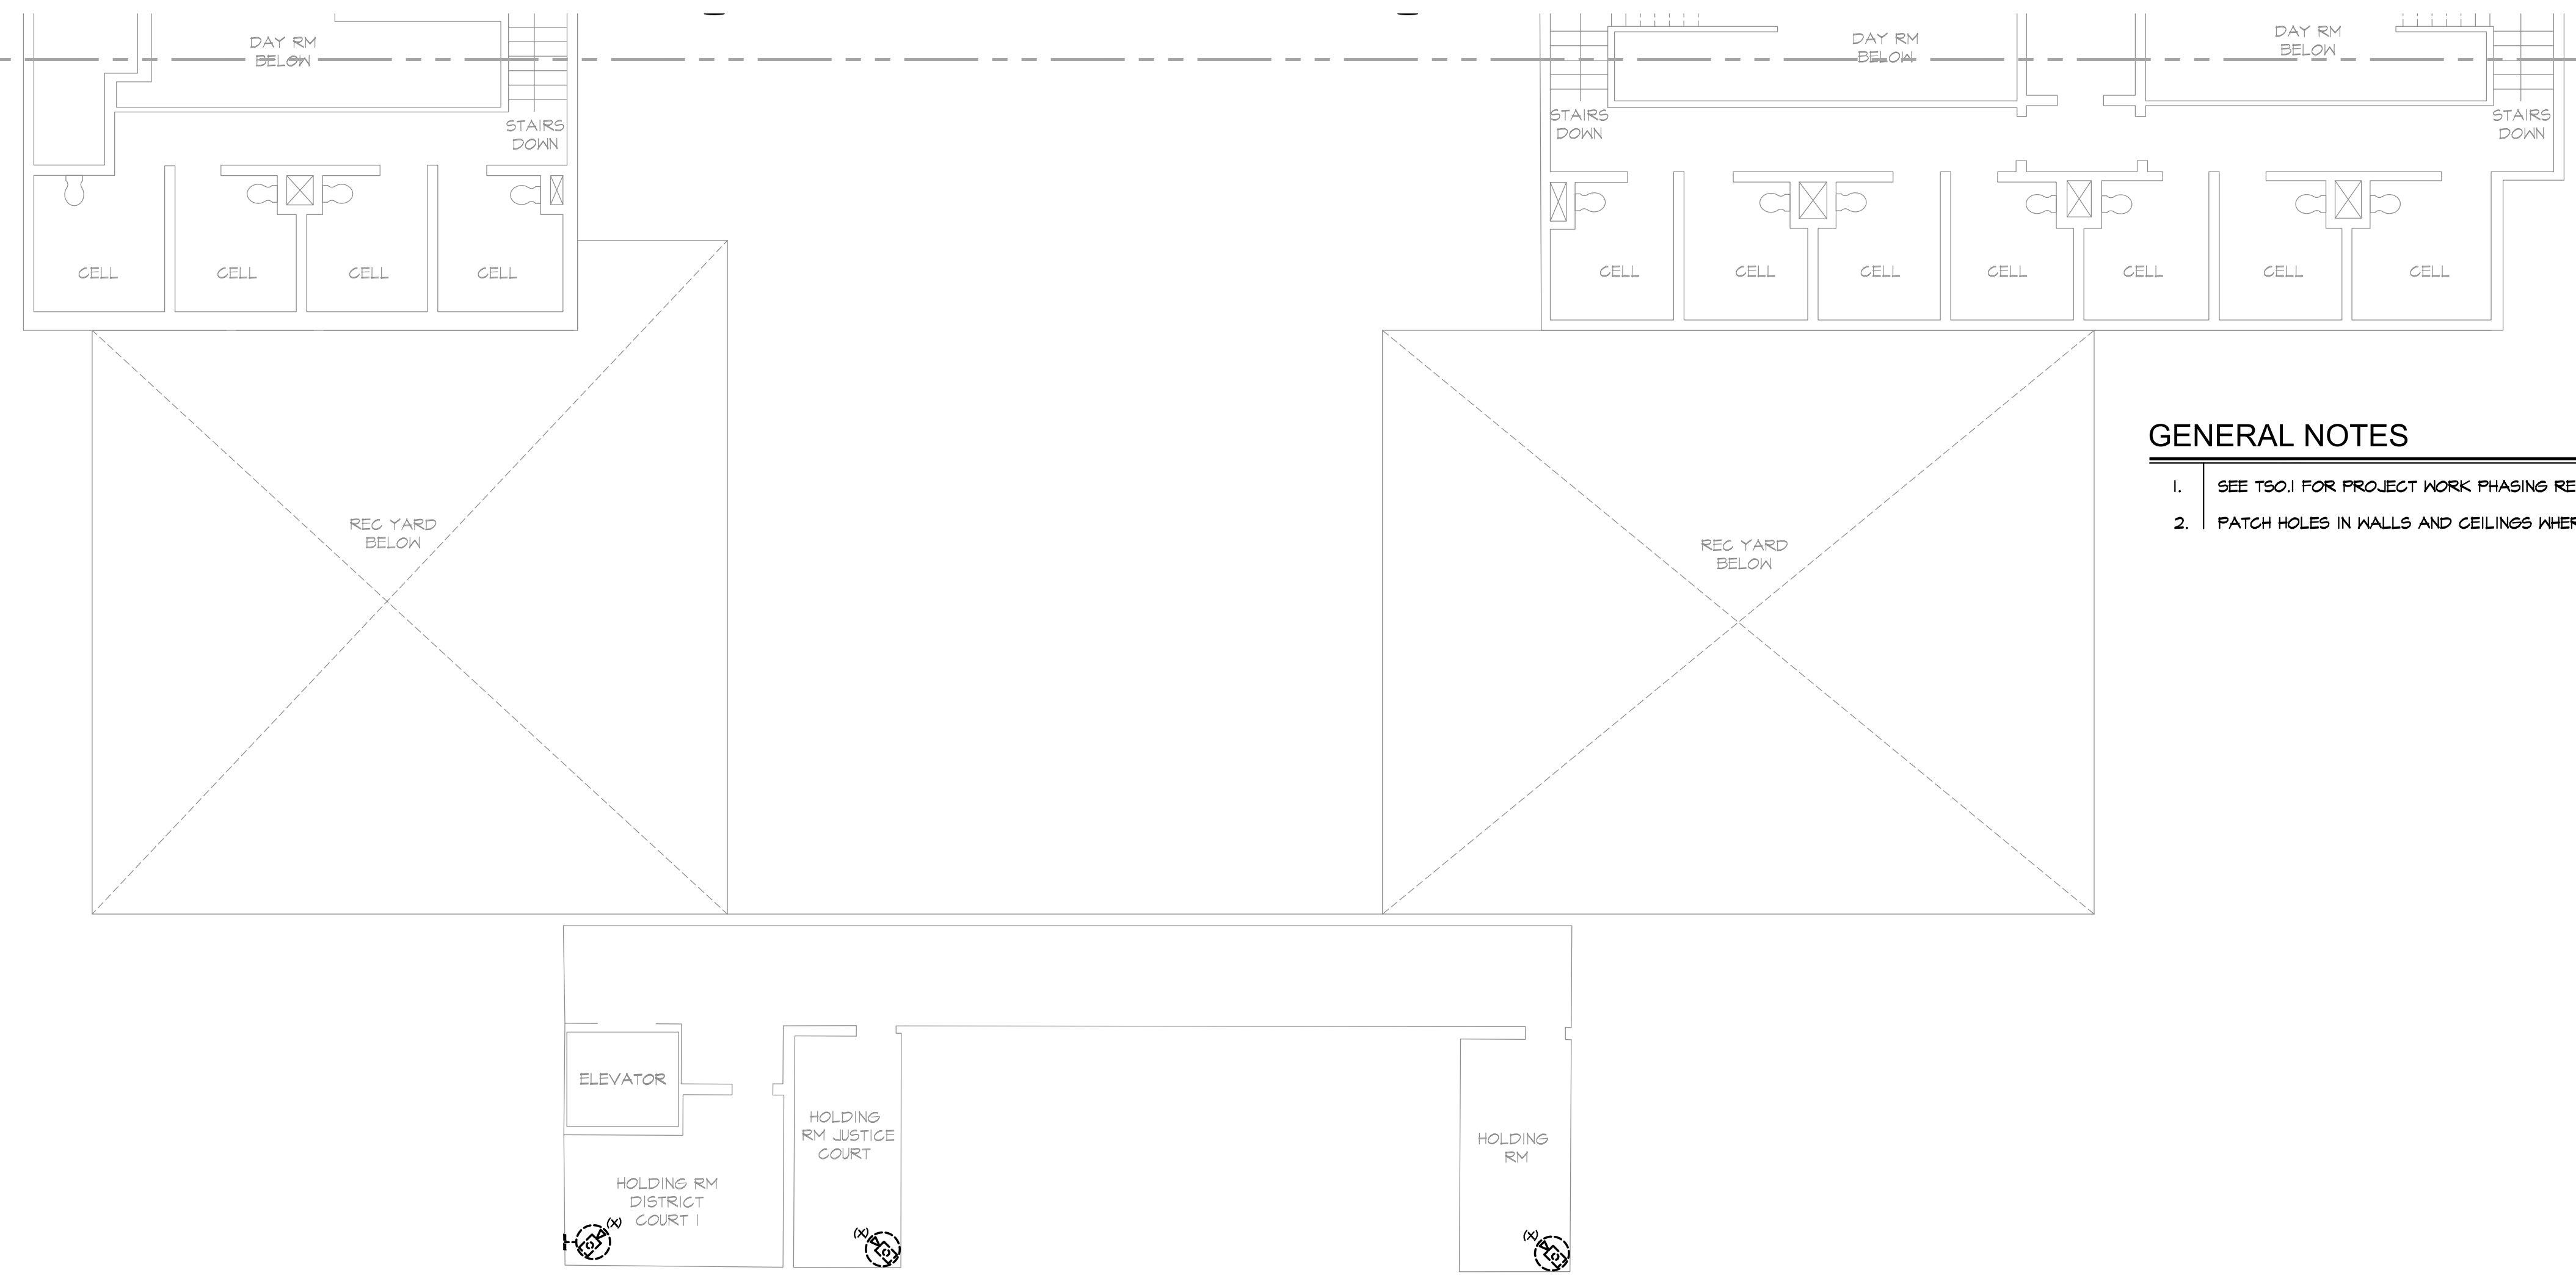 DAY RM
BELOW
DAY RM
BELOW
DAY RM
BELOW
STAIRS
DOWN
STAIRS
DOWN
STAIRS
DOWN
CELL
CELL
CELL
CELL
CELL
CELL
CELL
CELL
CELL
CELL
CELL
GENERAL NOTES
1. SEE TS0.1 FOR PROJECT WORK PHASING RE
2. PATCH HOLES IN WALLS AND CEILINGS WHER
REC YARD
BELOW
REC YARD
BELOW
ELEVATOR
HOLDING
RM JUSTICE
COURT
HOLDING
RM
HOLDING RM
DISTRICT
COURT 1
(X)
(X)
(X)